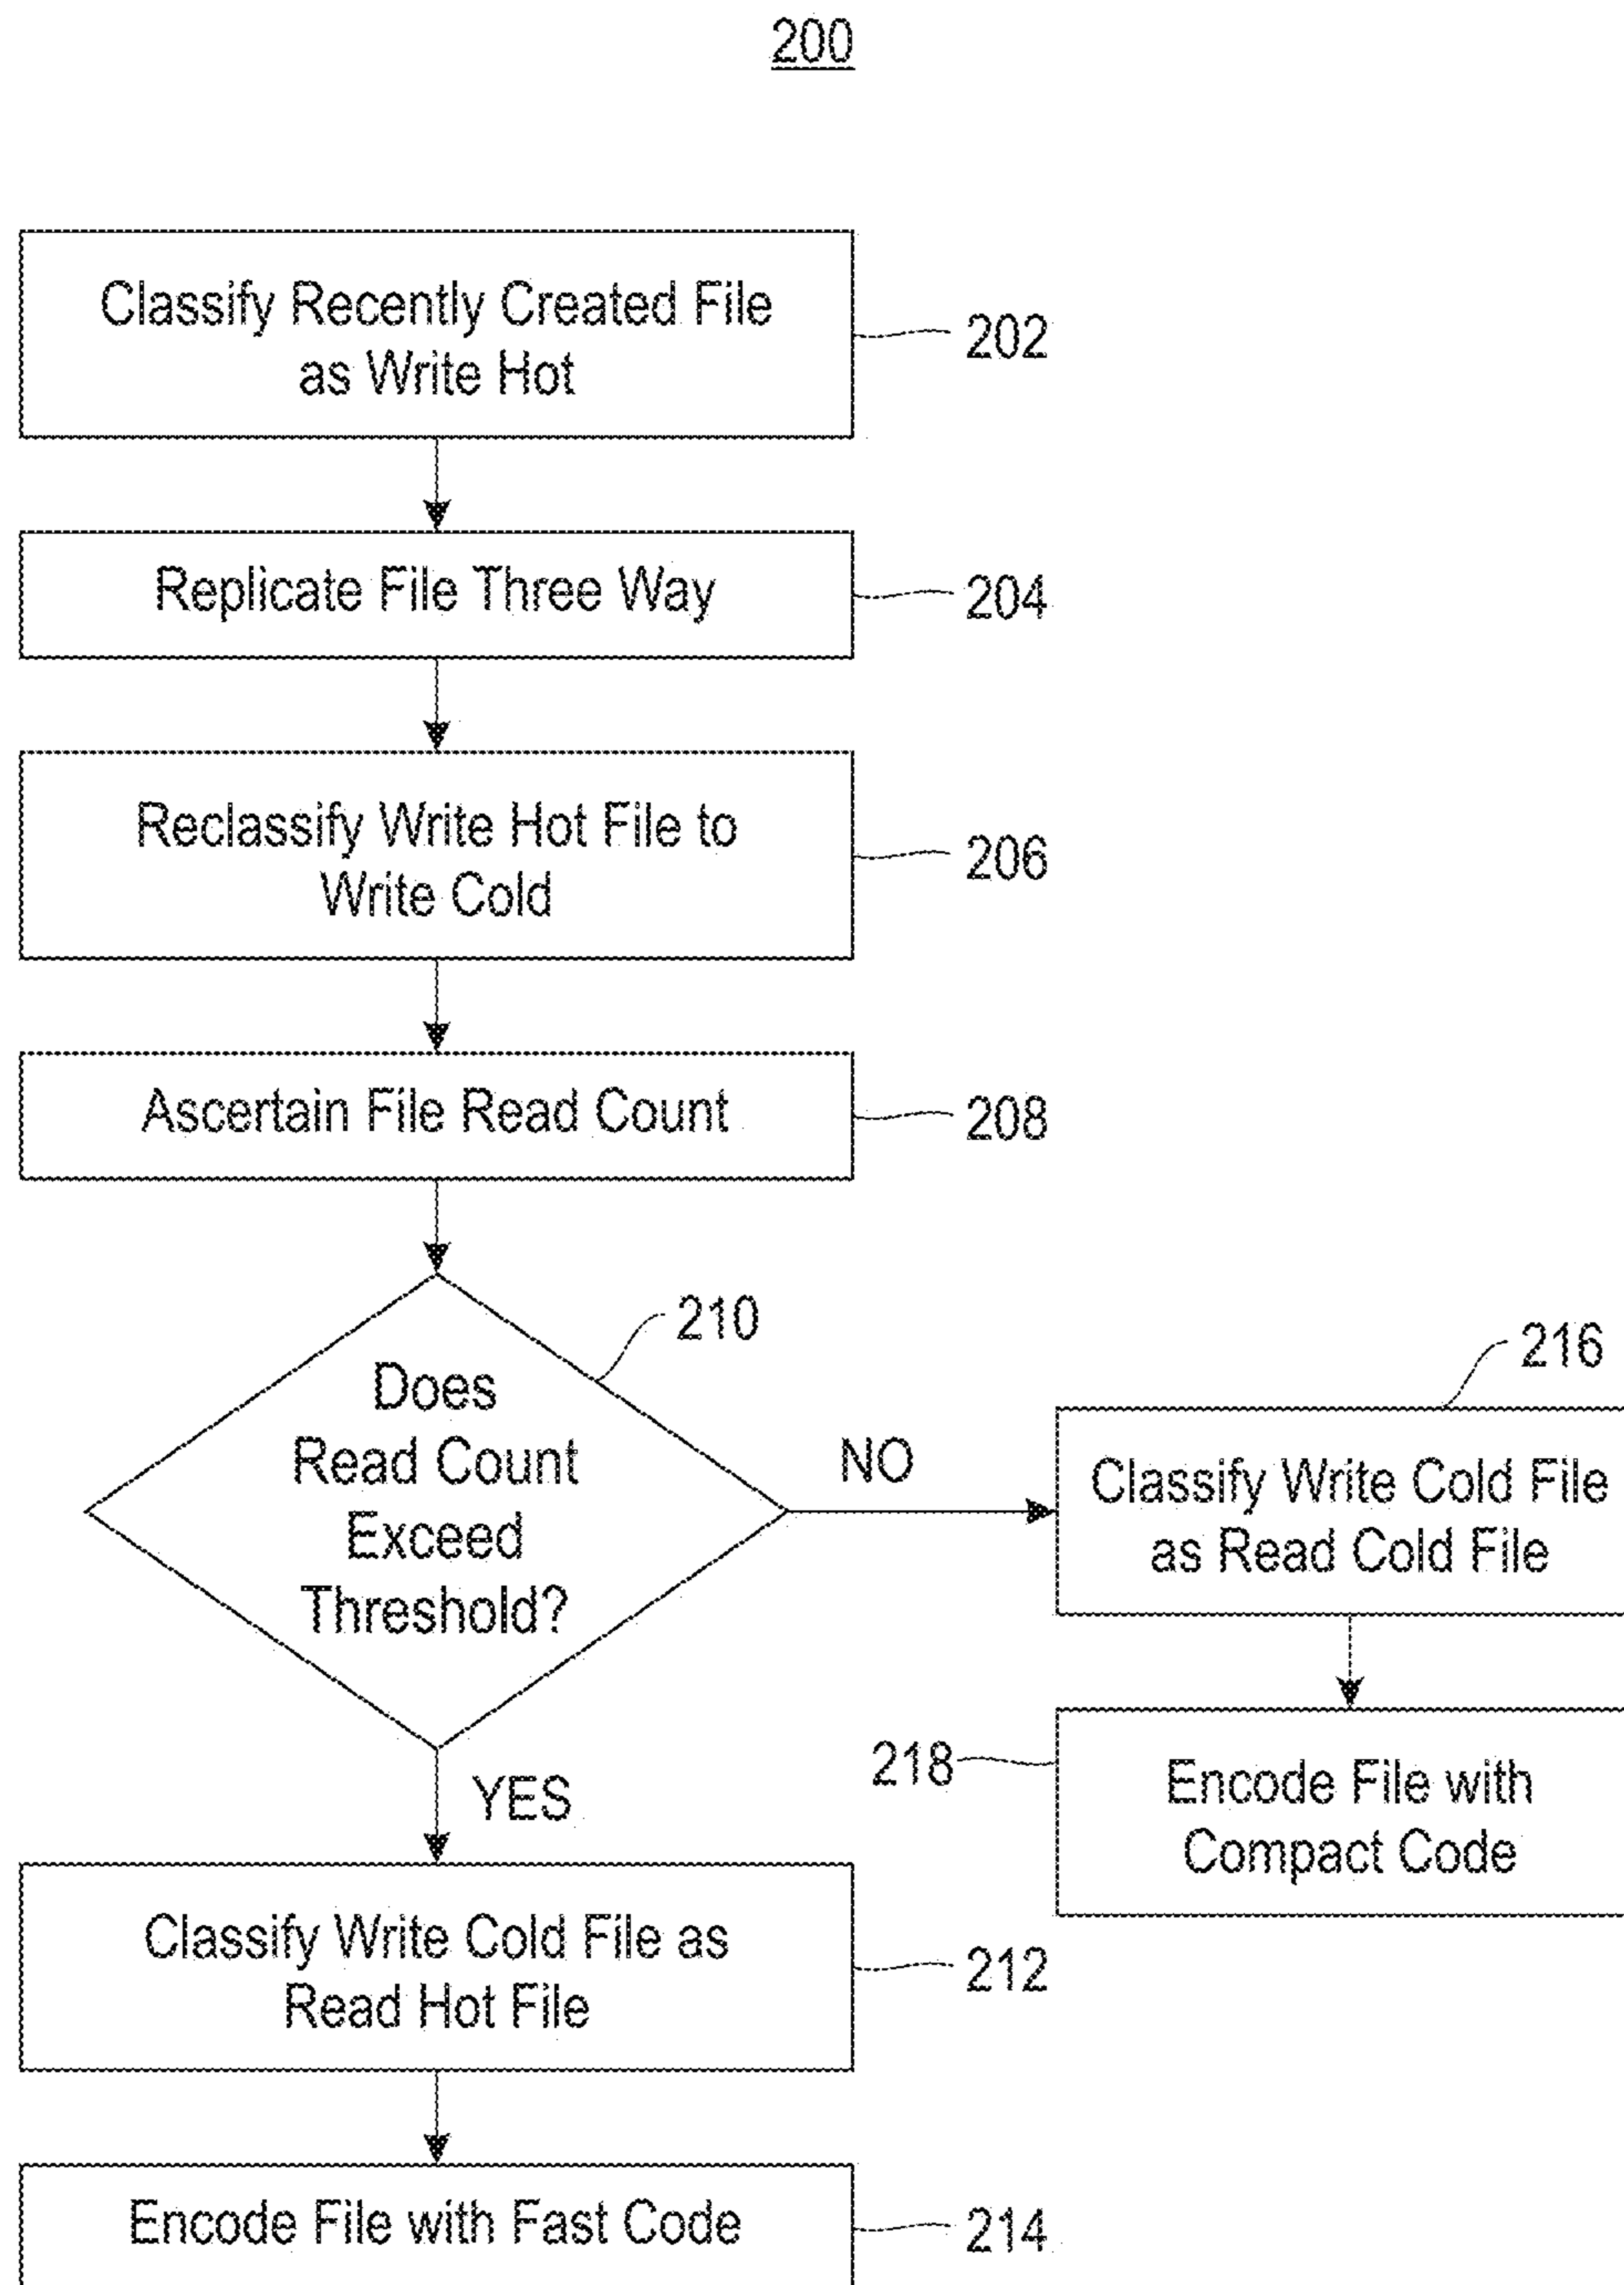 200
Classify Recently Created File
as Write Hot
202
Replicate File Three Way
204
Reclassify Write Hot File to
Write Cold
206
Ascertain File Read Count
208
210
Does
Read Count
Exceed
Threshold?
NO
216
Classify Write Cold File
as Read Cold File
218
Encode File with
Compact Code
YES
Classify Write Cold File as
Read Hot File
212
Encode File with Fast Code
214